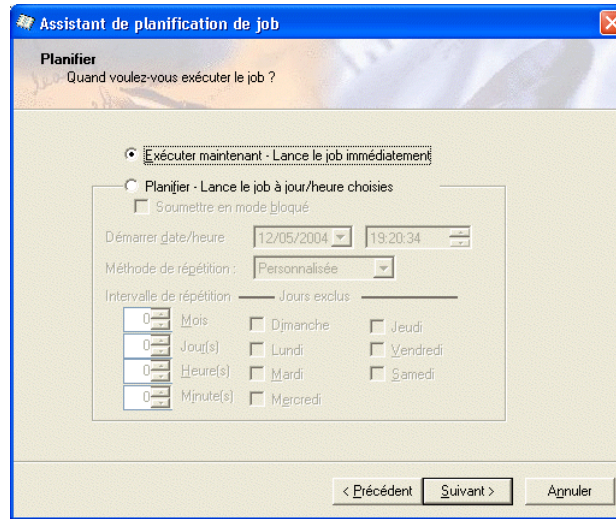 Assistant de planification de job
Planifier
Quand voulez-vous exécuter le job ?
Exécuter maintenant - Lance le job immédiatement
Planifier - Lance le job à jour/heure choisies
Soumettre en mode bloqué
Démarrer date/heure 12/05/2004 19:20:34
Méthode de répétition : Personnalisée
Intervalle de répétition Jours exclus
0 Mois Dimanche Jeudi
0 Jour(s) Lundi Vendredi
0 Heure(s) Mardi Samedi
0 Minute(s) Mercredi
< Précédent Suivant > Annuler